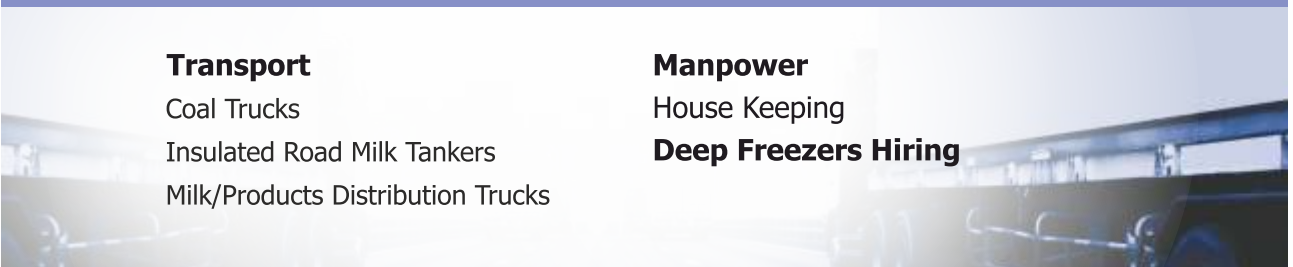 Transport
Coal Trucks
Insulated Road Milk Tankers
Milk/Products Distribution Trucks
Manpower
House Keeping
Deep Freezers Hiring